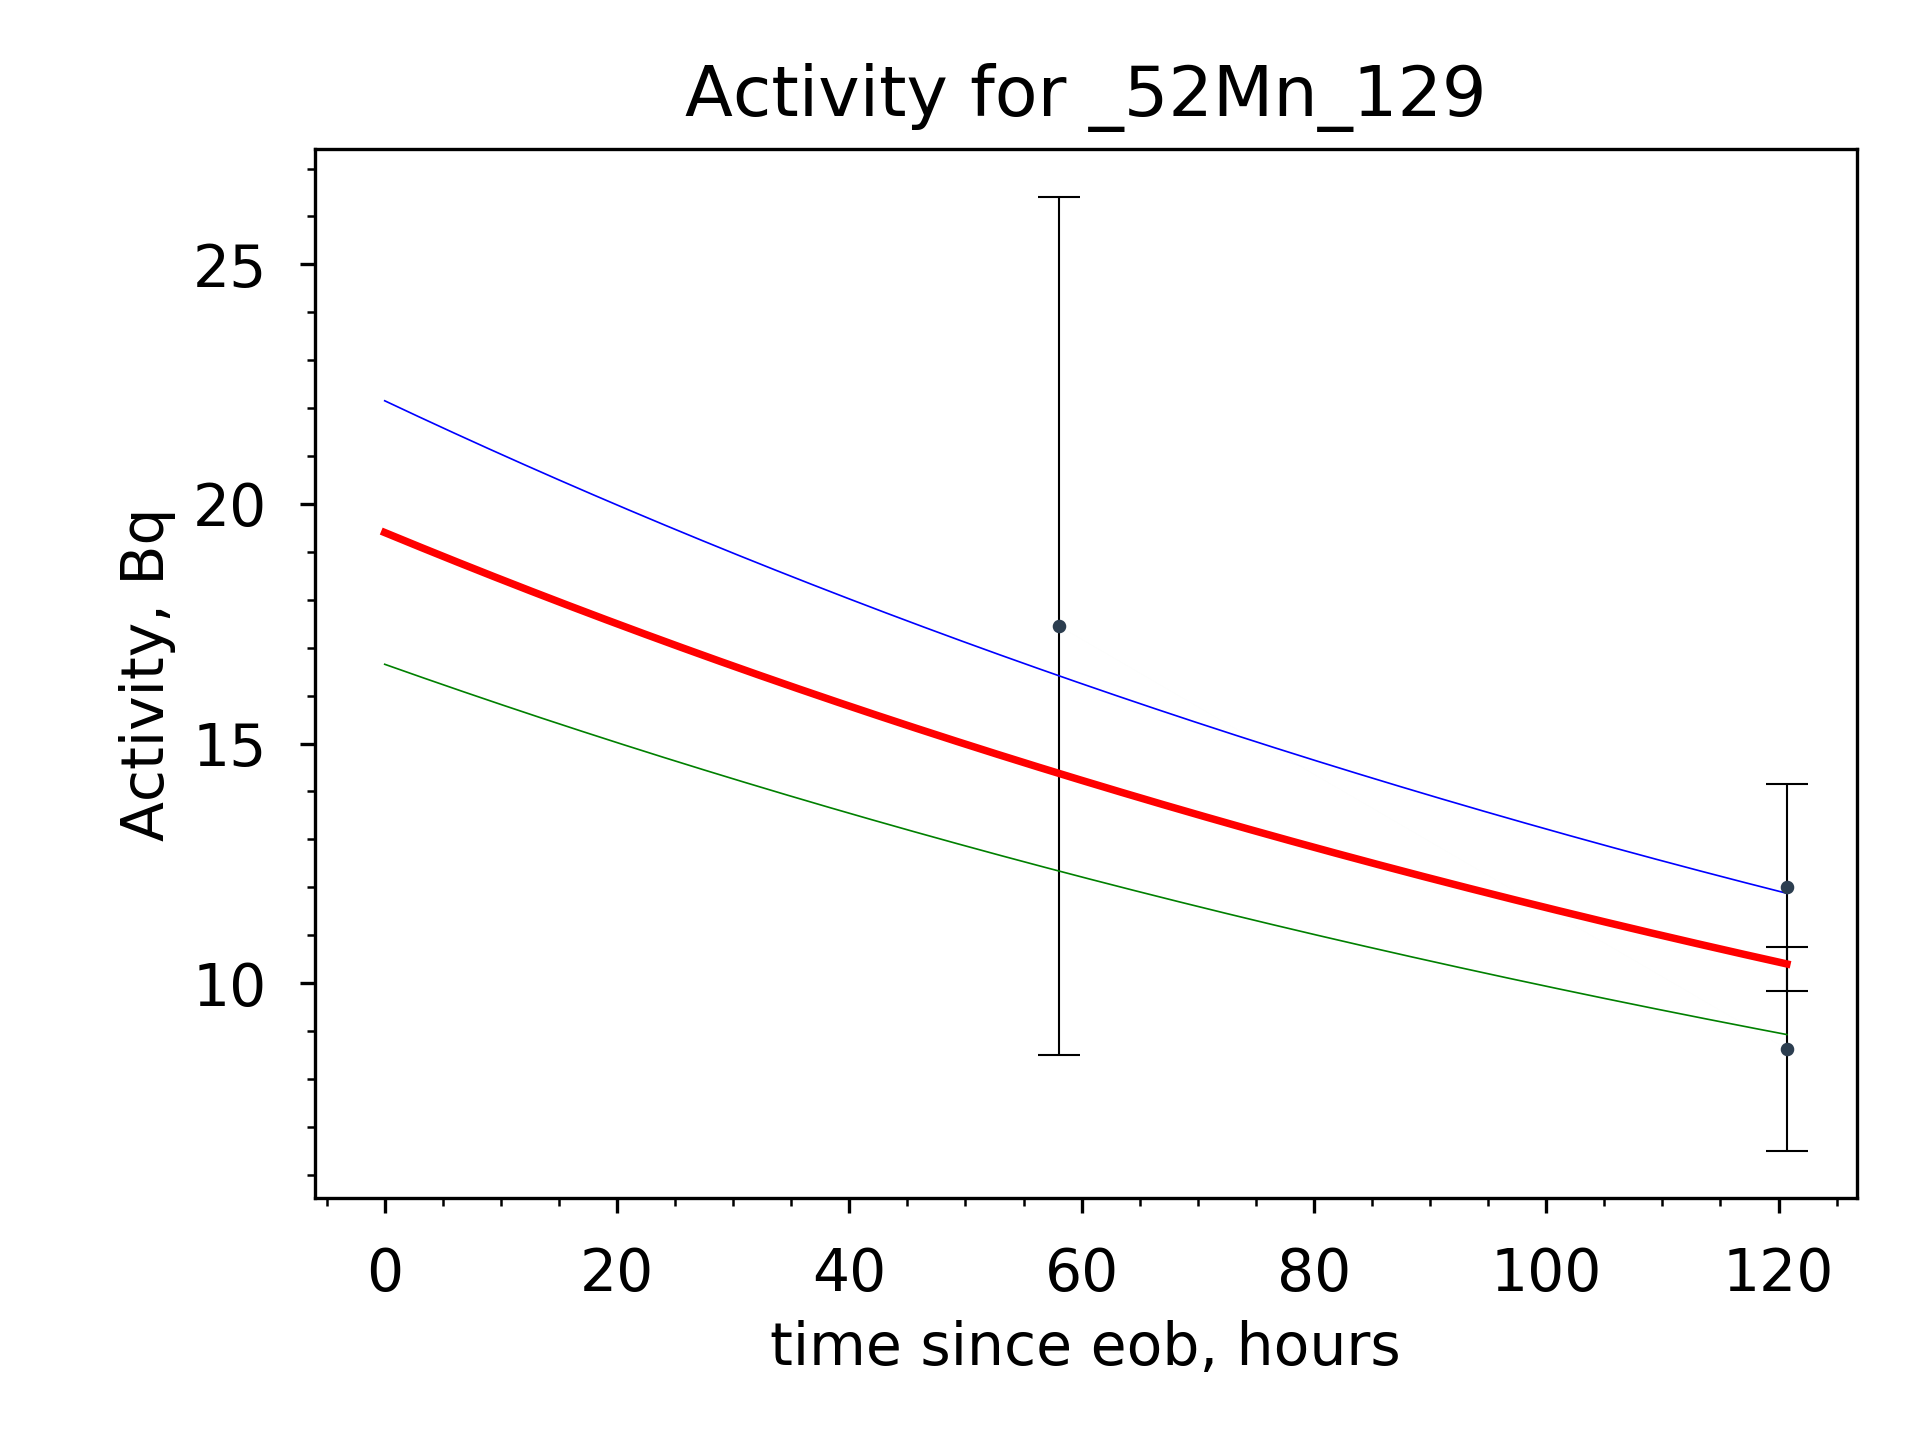 Activity for _52Mn_129
Activity, Bq
25
20
15
10
0 20 40 60 80 100 120
time since eob, hours